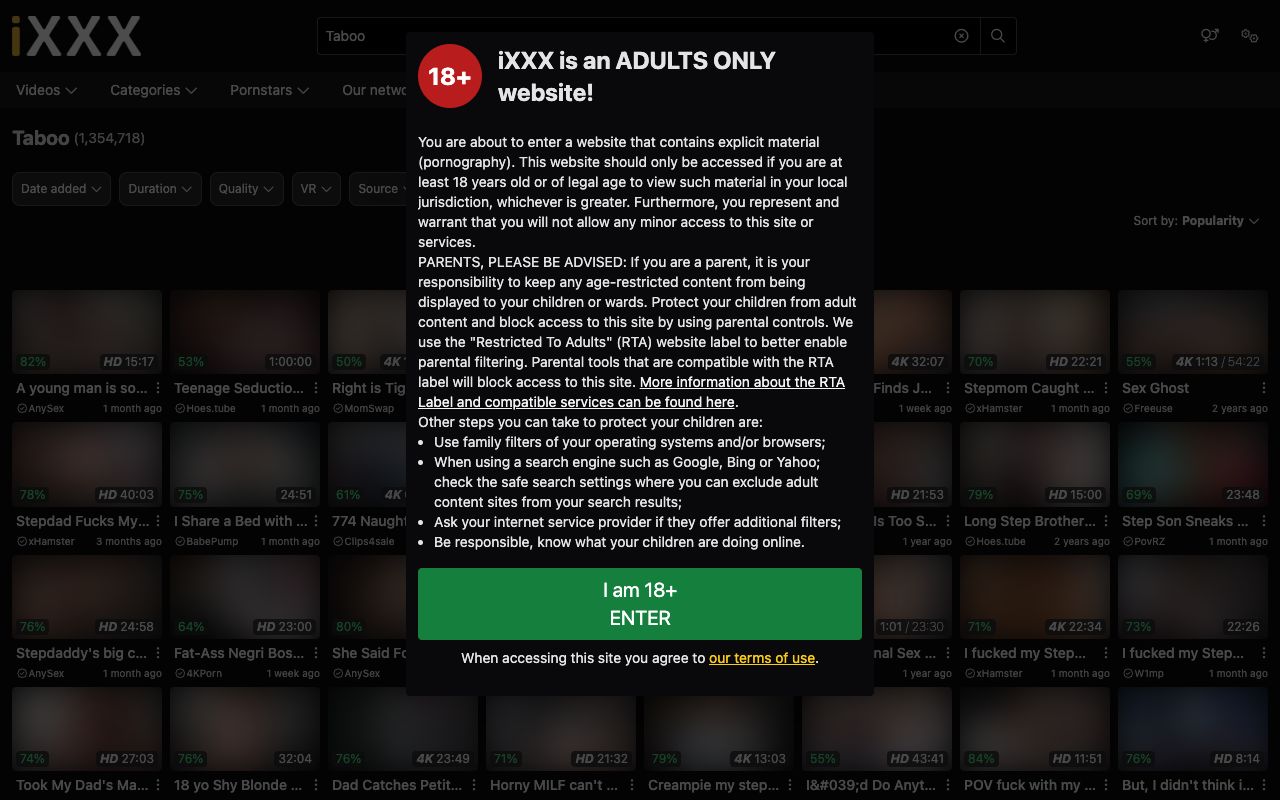 iXXX
Taboo
Videos Categories Pornstars Our netwo
Taboo (1,354,718)
Date added Duration Quality VR Source
Sort by: Popularity
18+
iXXX is an ADULTS ONLY
website!
You are about to enter a website that contains explicit material
(pornography). This website should only be accessed if you are at
least 18 years old or of legal age to view such material in your local
jurisdiction, whichever is greater. Furthermore, you represent and
warrant that you will not allow any minor access to this site or
services.
PARENTS, PLEASE BE ADVISED: If you are a parent, it is your
responsibility to keep any age-restricted content from being
displayed to your children or wards. Protect your children from adult
content and block access to this site by using parental controls. We
use the "Restricted To Adults" (RTA) website label to better enable
parental filtering. Parental tools that are compatible with the RTA
label will block access to this site. More information about the RTA
Label and compatible services can be found here.
Other steps you can take to protect your children are:
• Use family filters of your operating systems and/or browsers;
• When using a search engine such as Google, Bing or Yahoo;
check the safe search settings where you can exclude adult
content sites from your search results;
• Ask your internet service provider if they offer additional filters;
• Be responsible, know what your children are doing online.
I am 18+
ENTER
When accessing this site you agree to our terms of use.
82% HD 15:17 53% 1:00:00 50% 4K 4K 32:07 70% HD 22:21 55% 4K 1:13 / 54:22
A young man is so... Teenage Seductio... Right is Tig Finds J... Stepmom Caught ... Sex Ghost
AnySex 1 month ago Hoes.tube 1 month ago MomSwap 1 week ago xHamster 1 month ago Freeuse 2 years ago
78% HD 40:03 75% 24:51 61% 4K HD 21:53 79% HD 15:00 69% 23:48
Stepdad Fucks My... I Share a Bed with ... 774 Naught Is Too S... Long Step Brother... Step Son Sneaks ...
xHamster 3 months ago BabePump 1 month ago Clips4sale 1 year ago Hoes.tube 2 years ago PovRZ 1 month ago
76% HD 24:58 64% HD 23:00 80% 1:01 / 23:30 71% 4K 22:34 73% 22:26
Stepdaddy's big c... Fat-Ass Negri Bos... She Said Fo nal Sex ... I fucked my Step... I fucked my Step...
AnySex 1 month ago 4KPorn 1 week ago AnySex 1 year ago xHamster 1 month ago W1mp 1 month ago
74% HD 27:03 76% 32:04 76% 4K 23:49 71% HD 21:32 79% 4K 13:03 55% HD 43:41 84% HD 11:51 76% HD 8:14
Took My Dad's Ma... 18 yo Shy Blonde ... Dad Catches Petit... Horny MILF can't ... Creampie my step... I&#039;d Do Anyt... POV fuck with my ... But, I didn't think i...